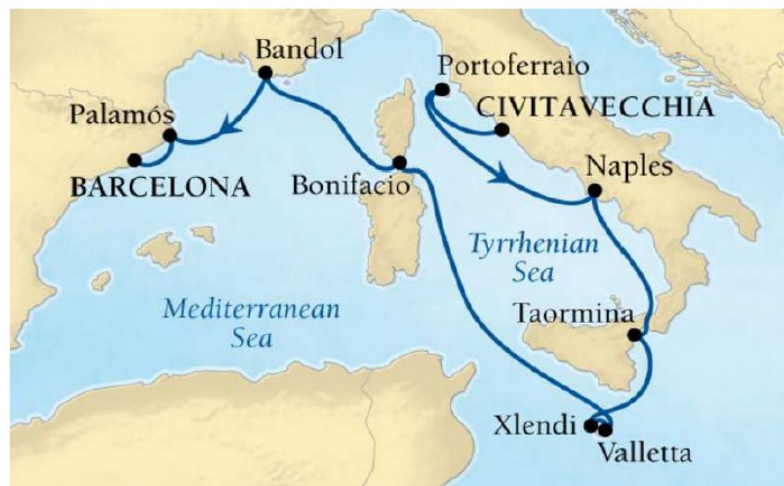 Bandol
Portoferraio
Palamós
CIVITAVECCHIA
BARCELONA
Bonifacio
Naples
Tyrrhenian
Sea
Mediterranean
Sea
Taormina
Xlendi
Valletta